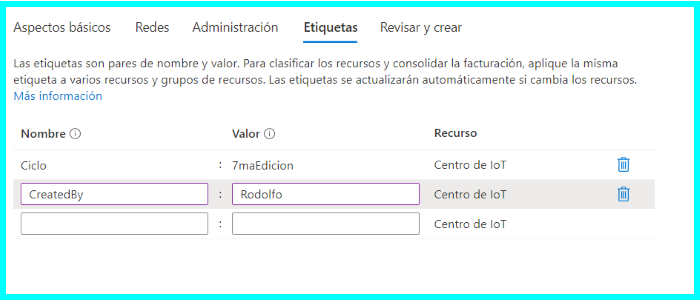 Aspectos básicos Redes Administración Etiquetas Revisar y crear
Las etiquetas son pares de nombre y valor. Para clasificar los recursos y consolidar la facturación, aplique la misma
etiqueta a varios recursos y grupos de recursos. Las etiquetas se actualizarán automáticamente si cambia los recursos.
Más información
Nombre Valor Recurso
Ciclo : 7maEdicion Centro de IoT
CreatedBy : Rodolfo Centro de IoT
: Centro de IoT